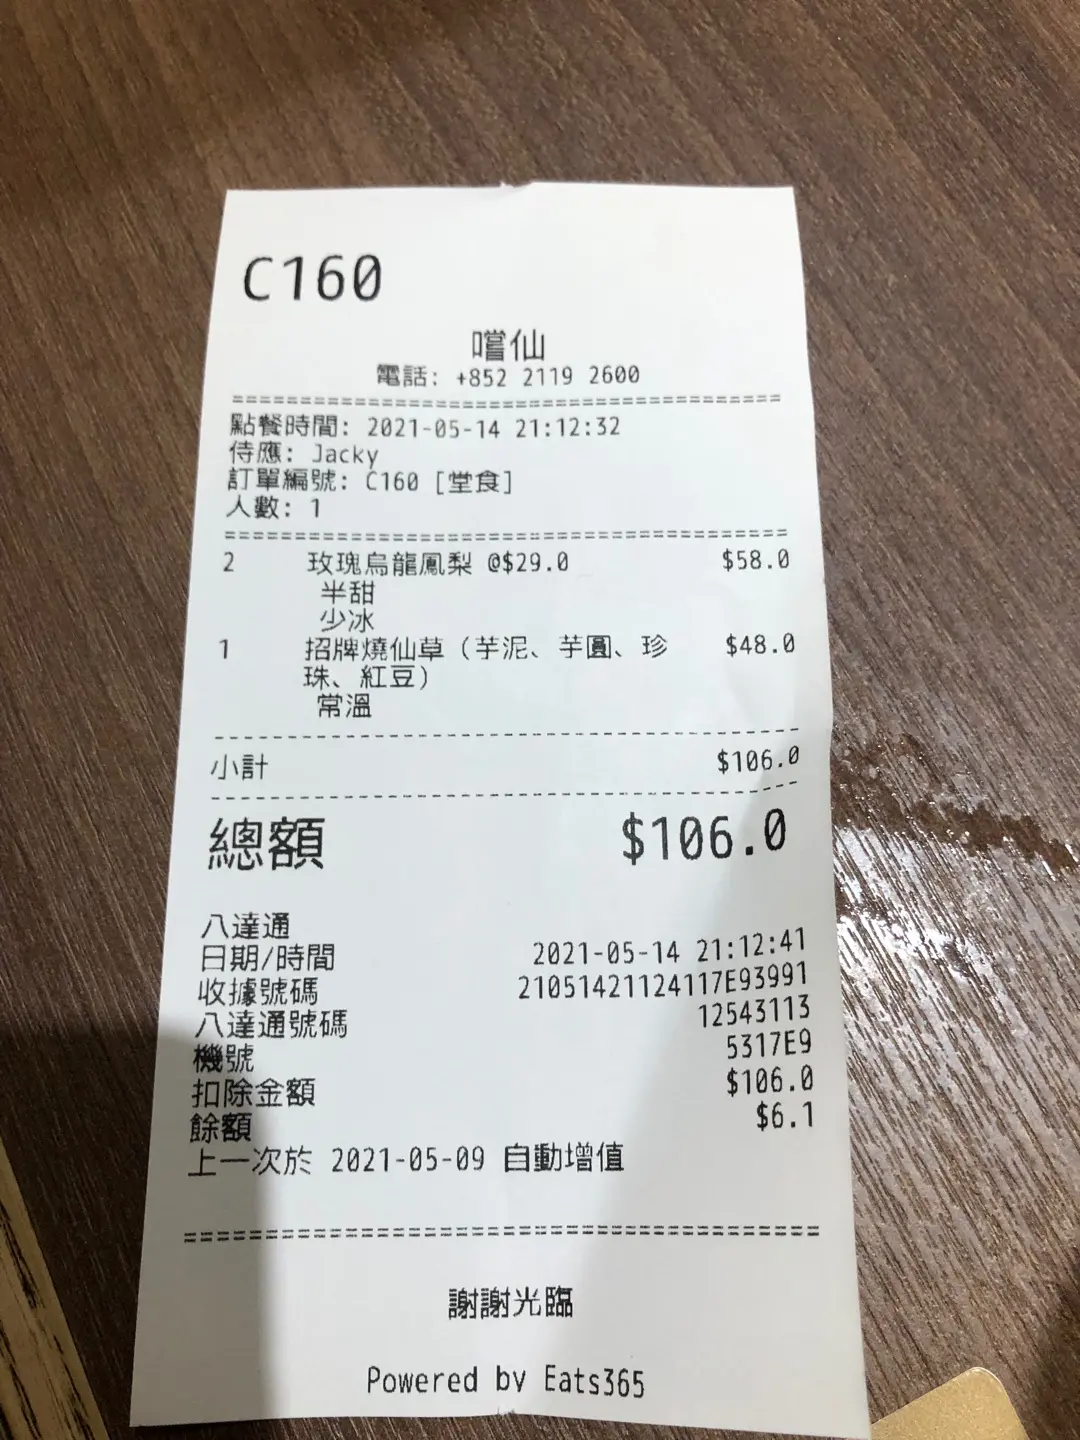 C160
嚐仙
電話: +852 2119 2600
========================================
點餐時間: 2021-05-14 21:12:32
侍應: Jacky
訂單編號: C160 [堂食]
人數: 1
========================================
2 玫瑰烏龍鳳梨 @$29.0 $58.0
半甜
少冰
1 招牌燒仙草（芋泥、芋圓、珍 $48.0
珠、紅豆）
常溫
----------------------------------------
小計 $106.0
----------------------------------------
總額 $106.0
八達通
日期/時間 2021-05-14 21:12:41
收據號碼 21051421124117E93991
八達通號碼 12543113
機號 5317E9
扣除金額 $106.0
餘額 $6.1
上一次於 2021-05-09 自動增值
========================================
謝謝光臨
Powered by Eats365